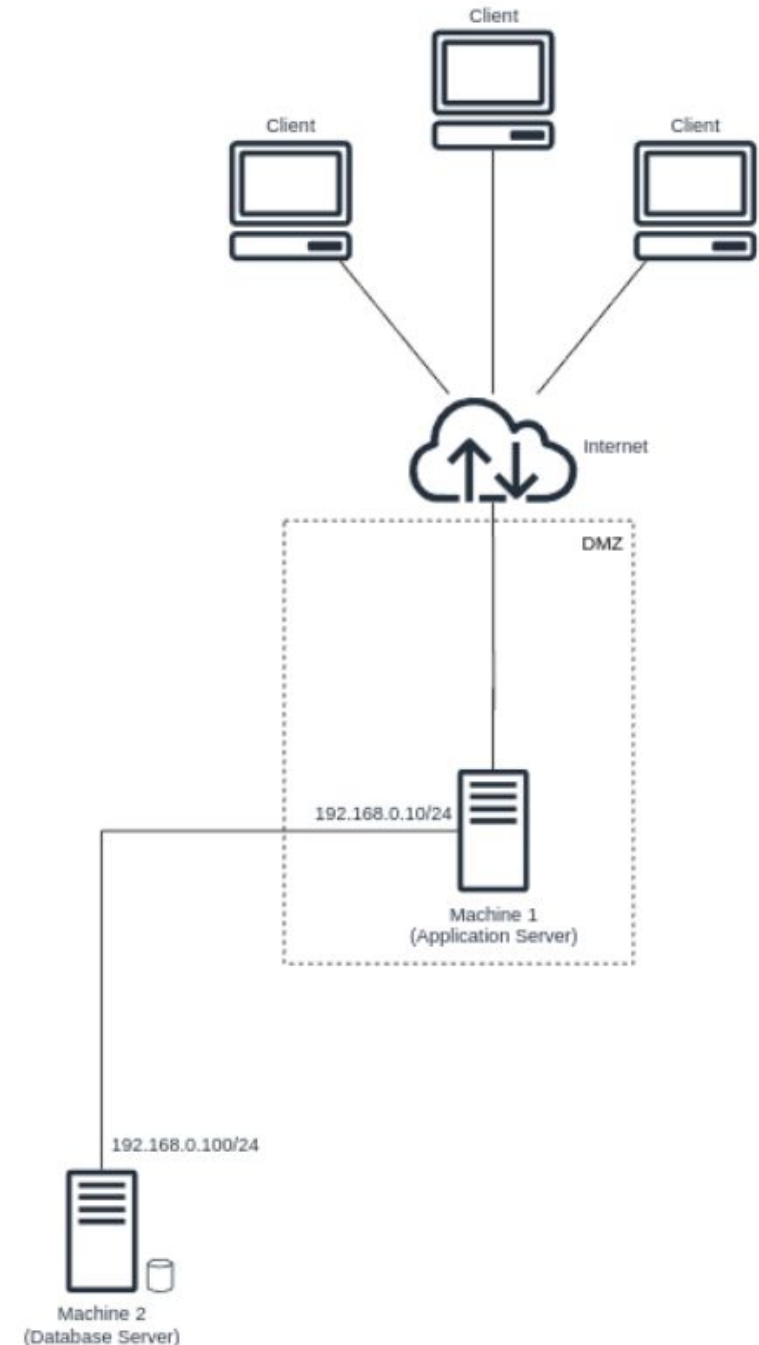 Client
Client
Client
Internet
DMZ
192.168.0.10/24
Machine 1
(Application Server)
192.168.0.100/24
Machine 2
(Database Server)